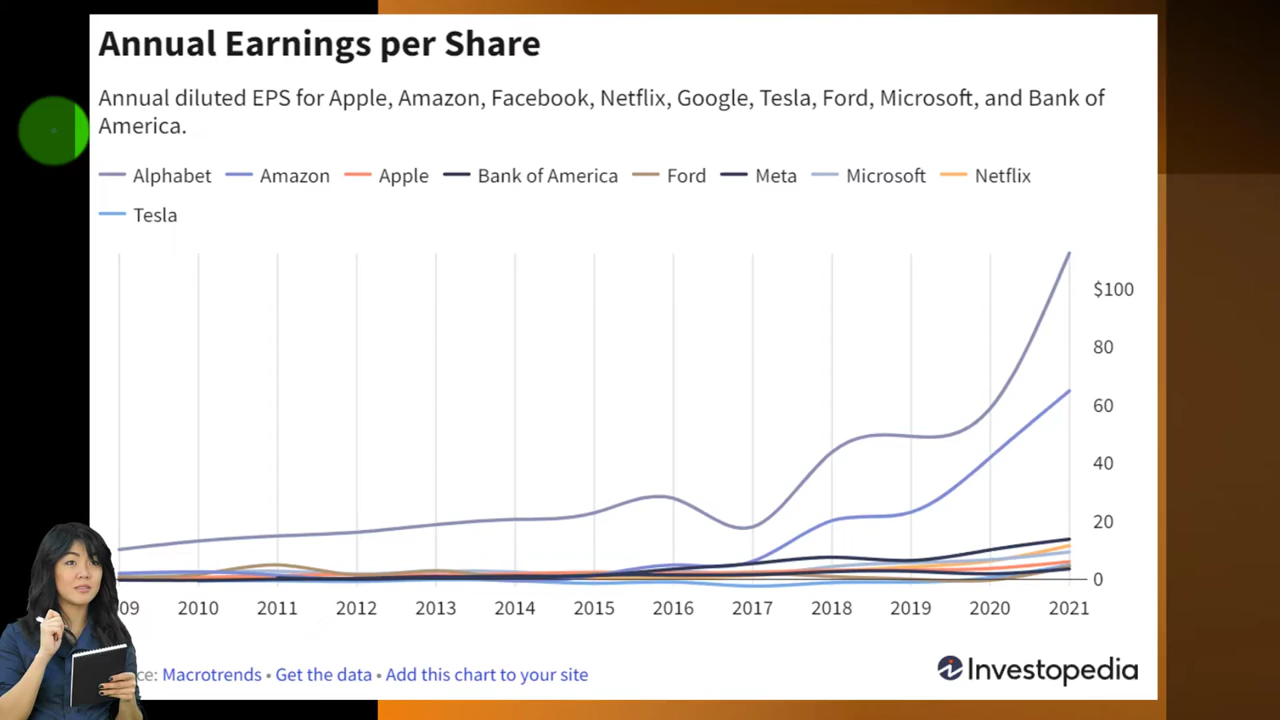 Annual Earnings per Share
Annual diluted EPS for Apple, Amazon, Facebook, Netflix, Google, Tesla, Ford, Microsoft, and Bank of
America.
Alphabet Amazon Apple Bank of America Ford Meta Microsoft Netflix
Tesla
$100
80
60
40
20
0
09 2010 2011 2012 2013 2014 2015 2016 2017 2018 2019 2020 2021
ce: Macrotrends • Get the data • Add this chart to your site
Investopedia